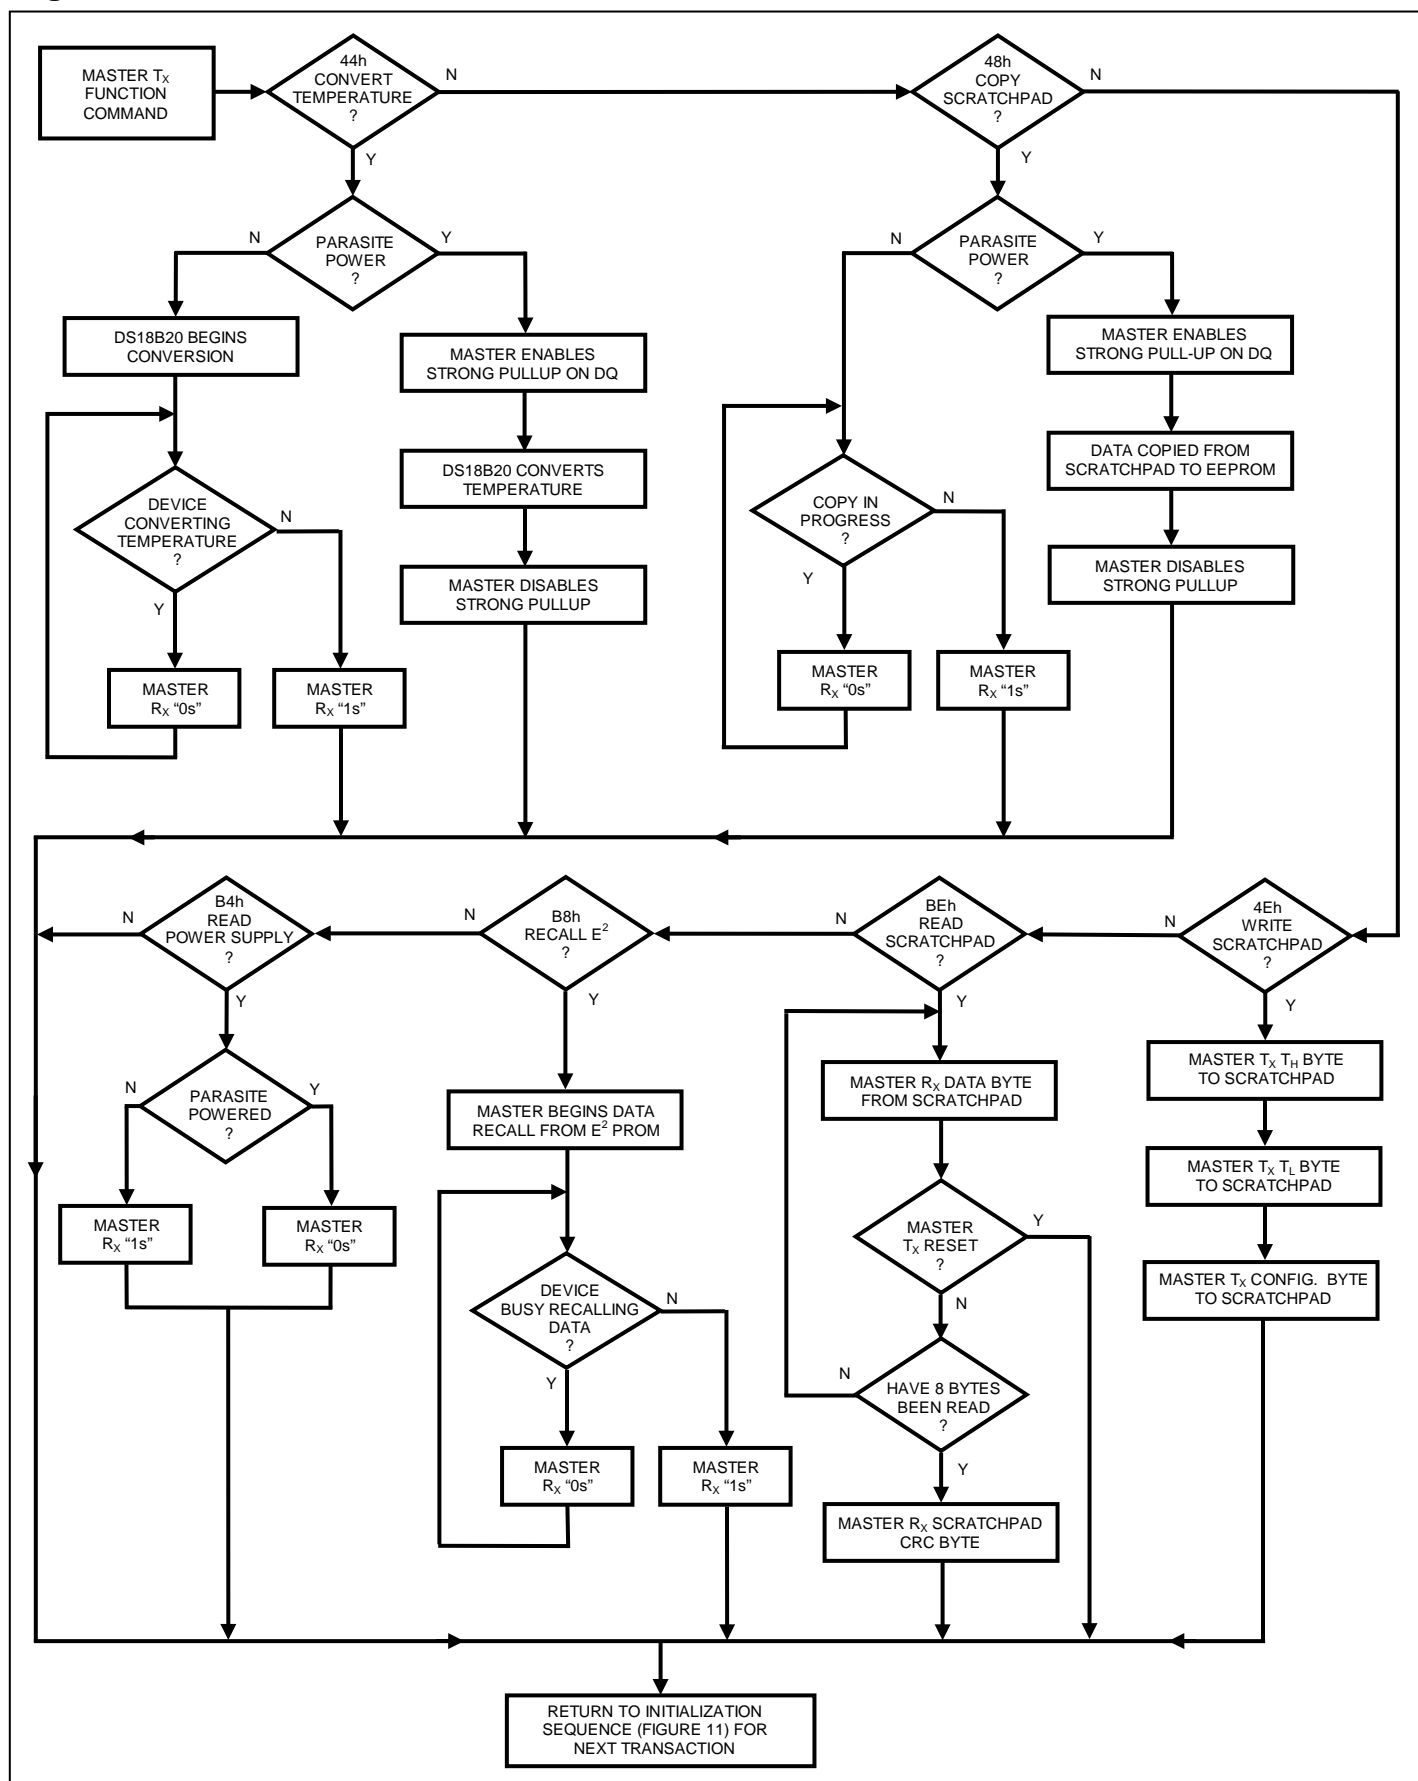 MASTER TX
FUNCTION
COMMAND
44h
CONVERT
TEMPERATURE
?
N
Y
48h
COPY
SCRATCHPAD
?
N
Y
PARASITE
POWER
?
N
Y
DS18B20 BEGINS
CONVERSION
MASTER ENABLES
STRONG PULLUP ON DQ
DS18B20 CONVERTS
TEMPERATURE
DEVICE
CONVERTING
TEMPERATURE
?
N
Y
MASTER DISABLES
STRONG PULLUP
MASTER
RX “0s”
MASTER
RX “1s”
PARASITE
POWER
?
N
Y
MASTER ENABLES
STRONG PULL-UP ON DQ
DATA COPIED FROM
SCRATCHPAD TO EEPROM
COPY IN
PROGRESS
?
N
Y
MASTER DISABLES
STRONG PULLUP
MASTER
RX “0s”
MASTER
RX “1s”
B4h
READ
POWER SUPPLY
?
N
Y
B8h
RECALL E2
?
N
Y
BEh
READ
SCRATCHPAD
?
N
Y
4Eh
WRITE
SCRATCHPAD
?
N
Y
PARASITE
POWERED
?
N
Y
MASTER
RX “1s”
MASTER
RX “0s”
MASTER BEGINS DATA
RECALL FROM E2 PROM
DEVICE
BUSY RECALLING
DATA
?
N
Y
MASTER
RX “0s”
MASTER
RX “1s”
MASTER RX DATA BYTE
FROM SCRATCHPAD
MASTER
TX RESET
?
Y
N
HAVE 8 BYTES
BEEN READ
?
N
Y
MASTER RX SCRATCHPAD
CRC BYTE
MASTER TX TH BYTE
TO SCRATCHPAD
MASTER TX TL BYTE
TO SCRATCHPAD
MASTER TX CONFIG. BYTE
TO SCRATCHPAD
RETURN TO INITIALIZATION
SEQUENCE (FIGURE 11) FOR
NEXT TRANSACTION